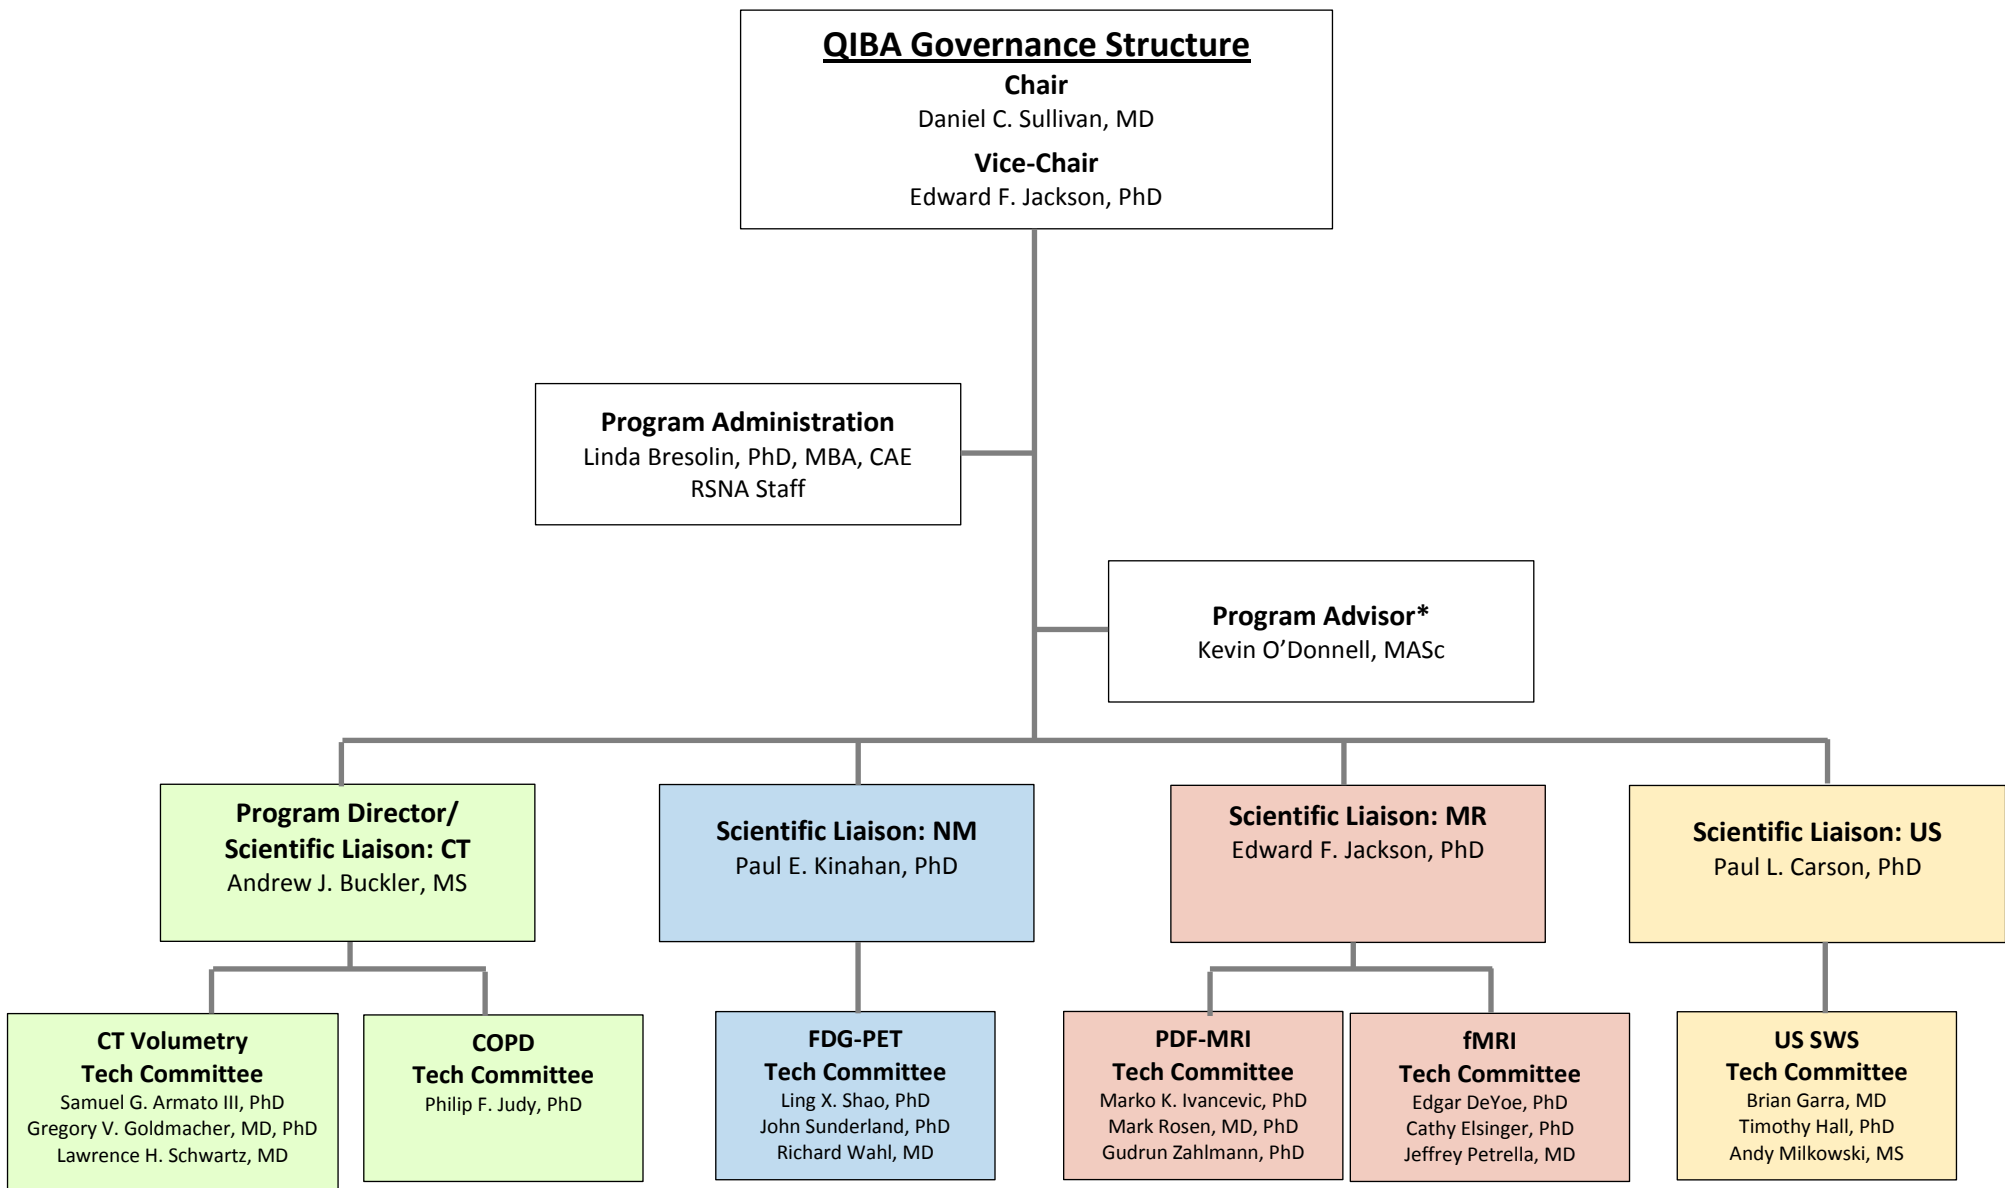 QIBA Governance Structure
Chair
Daniel C. Sullivan, MD
Vice-Chair
Edward F. Jackson, PhD
Program Administration
Linda Bresolin, PhD, MBA, CAE
RSNA Staff
Program Advisor*
Kevin O’Donnell, MASc
Program Director/
Scientific Liaison: CT
Andrew J. Buckler, MS
Scientific Liaison: NM
Paul E. Kinahan, PhD
Scientific Liaison: MR
Edward F. Jackson, PhD
Scientific Liaison: US
Paul L. Carson, PhD
CT Volumetry
Tech Committee
Samuel G. Armato III, PhD
Gregory V. Goldmacher, MD, PhD
Lawrence H. Schwartz, MD
COPD
Tech Committee
Philip F. Judy, PhD
FDG-PET
Tech Committee
Ling X. Shao, PhD
John Sunderland, PhD
Richard Wahl, MD
PDF-MRI
Tech Committee
Marko K. Ivancevic, PhD
Mark Rosen, MD, PhD
Gudrun Zahlmann, PhD
fMRI
Tech Committee
Edgar DeYoe, PhD
Cathy Elsinger, PhD
Jeffrey Petrella, MD
US SWS
Tech Committee
Brian Garra, MD
Timothy Hall, PhD
Andy Milkowski, MS